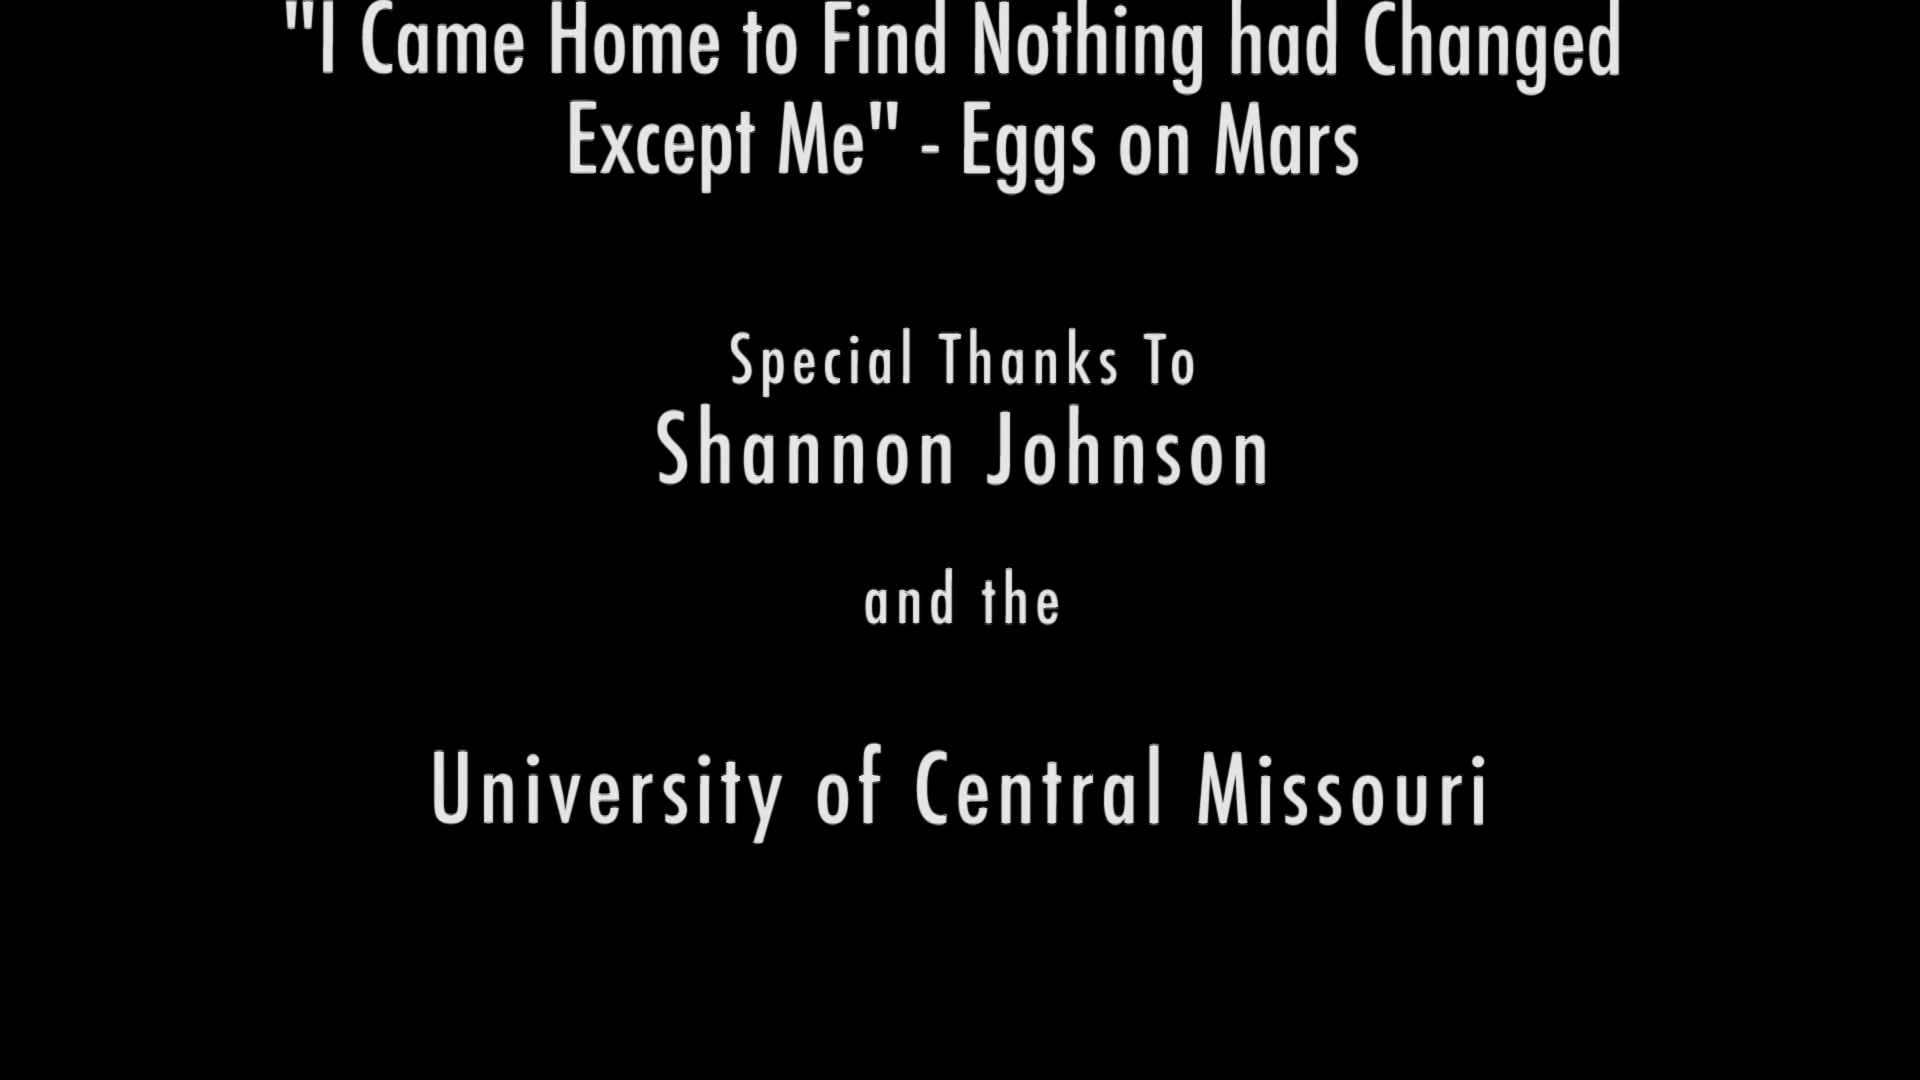 "I Came Home to Find Nothing had Changed
Except Me" - Eggs on Mars
Special Thanks To
Shannon Johnson
and the
University of Central Missouri